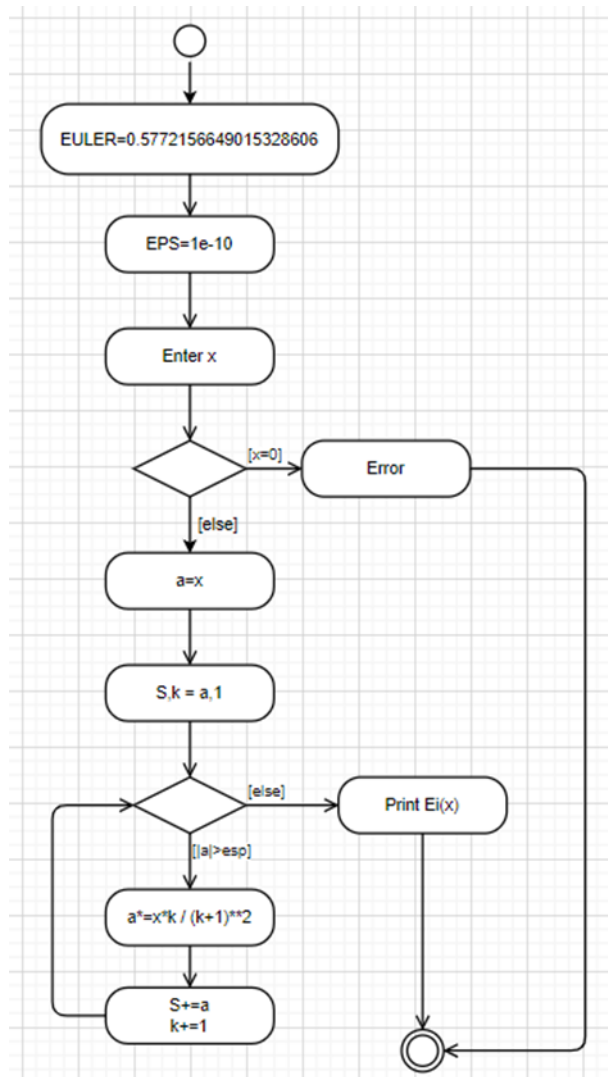 EULER=0.5772156649015328606
EPS=1e-10
Enter x
[x=0]
Error
[else]
a=x
S,k = a,1
[else]
Print Ei(x)
[|a|>esp]
a*=x*k / (k+1)**2
S+=a
k+=1